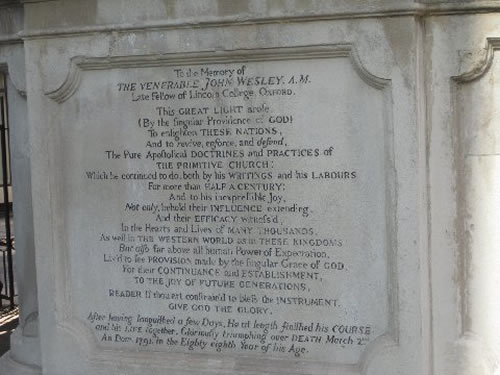 To the Memory of
THE VENERABLE JOHN WESLEY, A.M.
Late Fellow of Lincoln College, OXFORD.
This GREAT LIGHT arose,
(By the singular Providence of GOD)
To enlighten THESE NATIONS,
And to revive, enforce, and defend,
The Pure Apostolical DOCTRINES and PRACTICES of
THE PRIMITIVE CHURCH:
Which he continued to do, both by his WRITINGS and his LABOURS
For more than HALF A CENTURY:
And to his inexpressible Joy,
Not only, beheld their INFLUENCE extending,
And their EFFICACY witness'd,
In the Hearts and Lives of MANY THOUSANDS,
As well in THE WESTERN WORLD as in THESE KINGDOMS:
But also, far above all human Power of Expectation,
Liv'd to see PROVISION made by the singular Grace of GOD,
For their CONTINUANCE and ESTABLISHMENT,
TO THE JOY OF FUTURE GENERATIONS,
READER, If thou art constrain'd to bless the INSTRUMENT,
GIVE GOD THE GLORY.
After having languished a few Days, He at length finished his COURSE
and his LIFE together. Gloriously triumphing over DEATH March 2nd
An Dom. 1791, in the Eighty eighth Year of his Age.